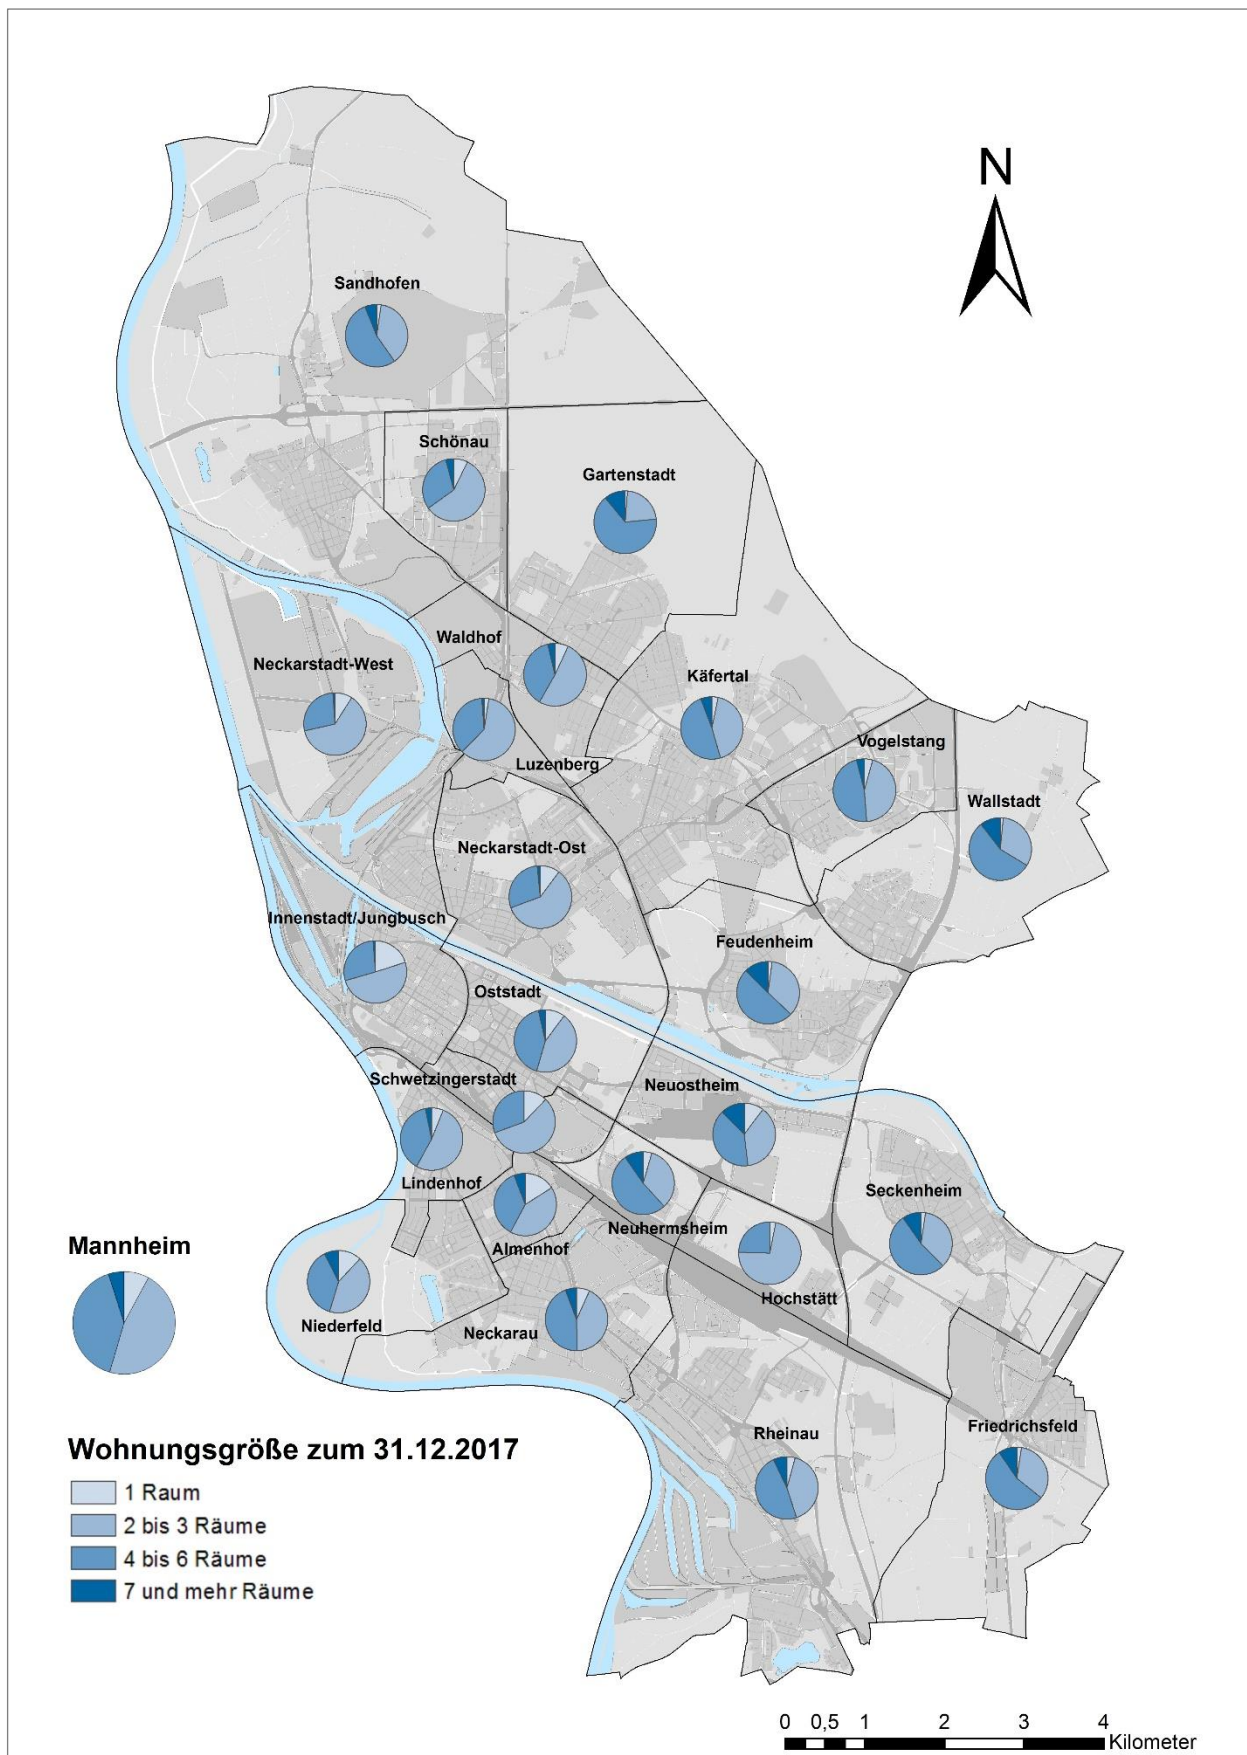 N
Sandhofen
Schönau
Gartenstadt
Waldhof
Neckarstadt-West
Käfertal
Luzenberg
Vogelstang
Wallstadt
Neckarstadt-Ost
Innenstadt/Jungbusch
Feudenheim
Oststadt
Schwetzingerstadt
Neuostheim
Lindenhof
Seckenheim
Almenhof
Neuhermsheim
Mannheim
Hochstätt
Niederfeld
Neckarau
Rheinau
Friedrichsfeld
Wohnungsgröße zum 31.12.2017
1 Raum
2 bis 3 Räume
4 bis 6 Räume
7 und mehr Räume
0 0,5 1 2 3 4
Kilometer